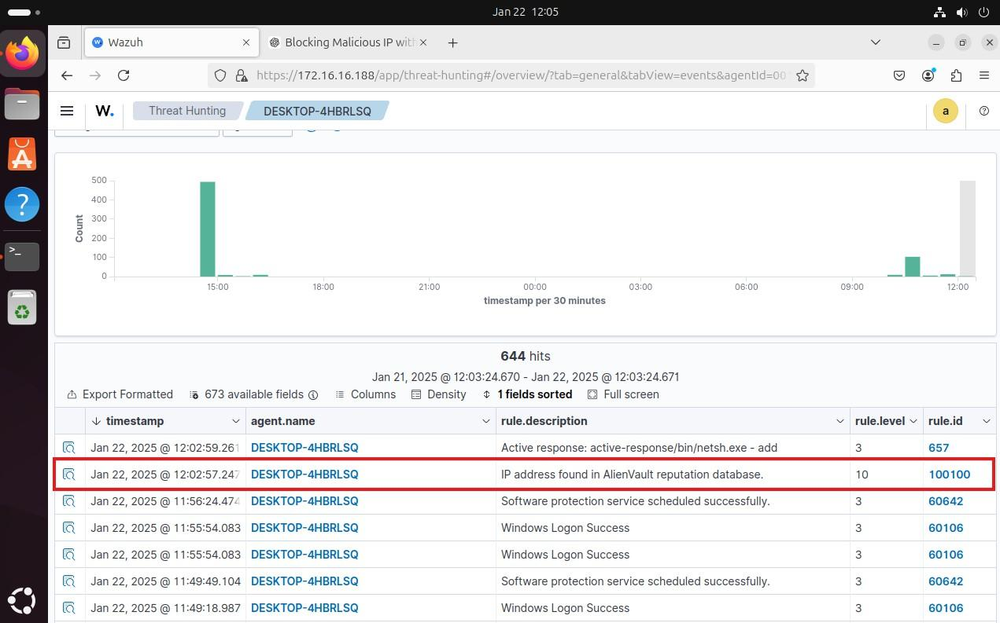 Jan 22 12:05
Wazuh
Blocking Malicious IP with
https://172.16.16.188/app/threat-hunting#/overview/?tab=general&tabView=events&agentId=00
W.
Threat Hunting
DESKTOP-4HBRLSQ
a
500
400
300
200
100
0
Count
15:00
18:00
21:00
00:00
03:00
06:00
09:00
12:00
timestamp per 30 minutes
644 hits
Jan 21, 2025 @ 12:03:24.670 - Jan 22, 2025 @ 12:03:24.671
Export Formatted 673 available fields Columns Density 1 fields sorted Full screen
timestamp agent.name rule.description rule.level rule.id
Jan 22, 2025 @ 12:02:59.261 DESKTOP-4HBRLSQ Active response: active-response/bin/netsh.exe - add 3 657
Jan 22, 2025 @ 12:02:57.247 DESKTOP-4HBRLSQ IP address found in AlienVault reputation database. 10 100100
Jan 22, 2025 @ 11:56:24.474 DESKTOP-4HBRLSQ Software protection service scheduled successfully. 3 60642
Jan 22, 2025 @ 11:55:54.083 DESKTOP-4HBRLSQ Windows Logon Success 3 60106
Jan 22, 2025 @ 11:55:54.083 DESKTOP-4HBRLSQ Windows Logon Success 3 60106
Jan 22, 2025 @ 11:49:49.104 DESKTOP-4HBRLSQ Software protection service scheduled successfully. 3 60642
Jan 22, 2025 @ 11:49:18.987 DESKTOP-4HBRLSQ Windows Logon Success 3 60106